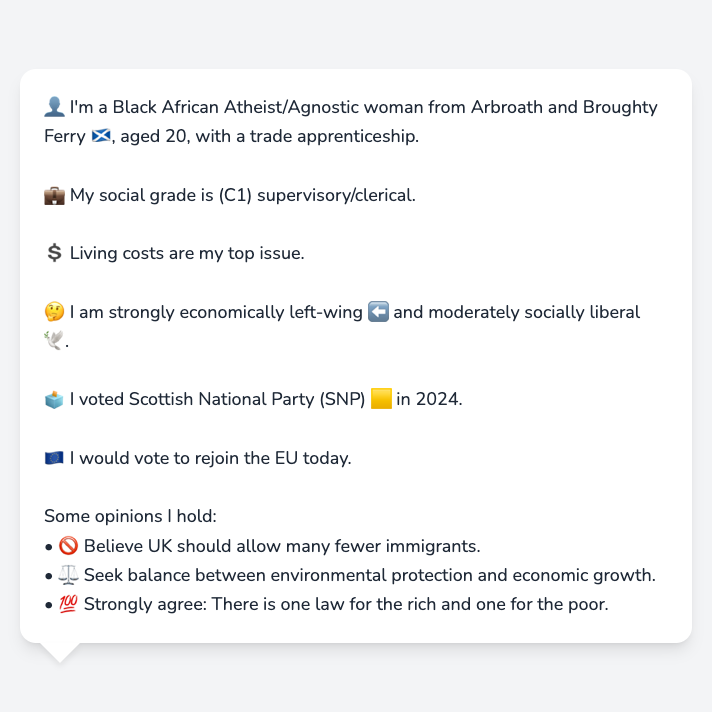 👤 I'm a Black African Atheist/Agnostic woman from Arbroath and Broughty
Ferry 🏴󠁧󠁢󠁳󠁣󠁴󠁿, aged 20, with a trade apprenticeship.
💼 My social grade is (C1) supervisory/clerical.
💲 Living costs are my top issue.
🤔 I am strongly economically left-wing ⬅️ and moderately socially liberal
🕊️.
🗳️ I voted Scottish National Party (SNP) 🟨 in 2024.
🇪🇺 I would vote to rejoin the EU today.
Some opinions I hold:
• 🚫 Believe UK should allow many fewer immigrants.
• ⚖️ Seek balance between environmental protection and economic growth.
• 💯 Strongly agree: There is one law for the rich and one for the poor.